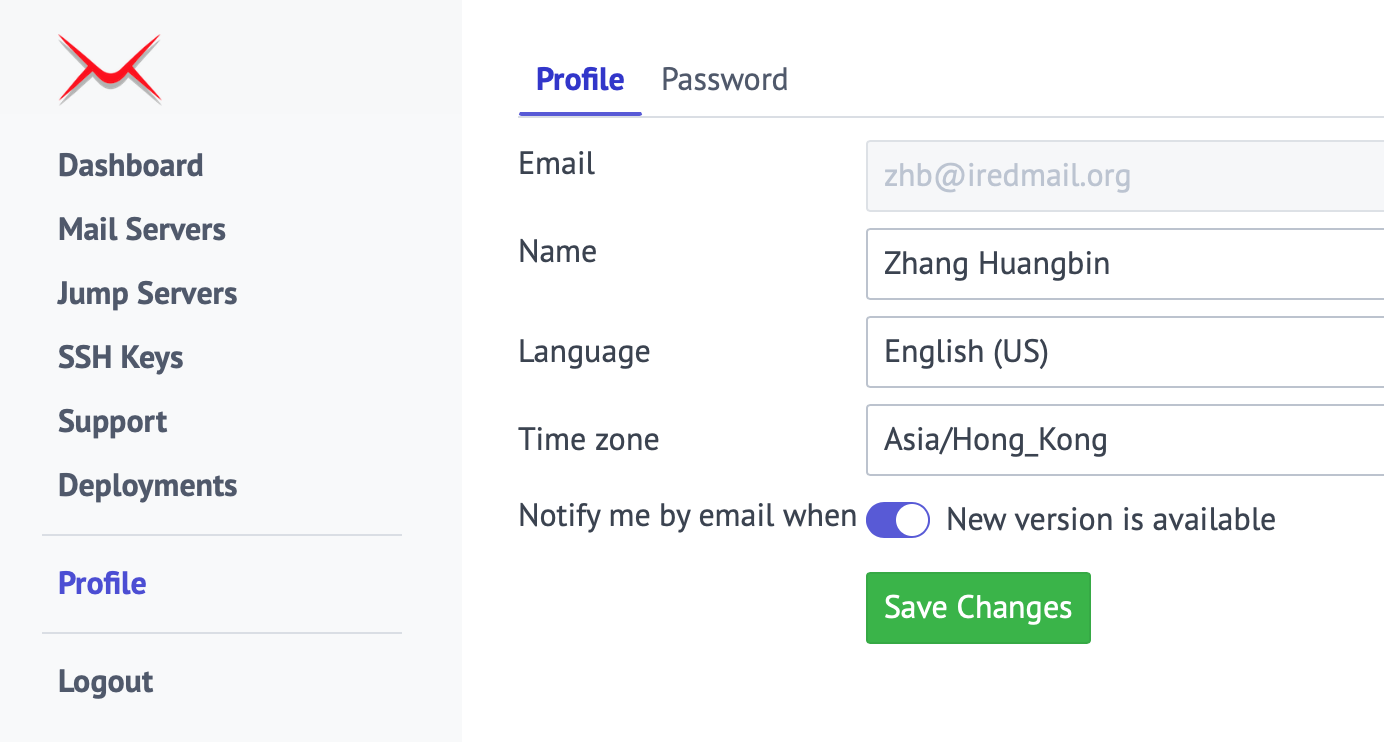 Dashboard
Mail Servers
Jump Servers
SSH Keys
Support
Deployments
Profile
Logout
Profile Password
Email zhb@iredmail.org
Name Zhang Huangbin
Language English (US)
Time zone Asia/Hong_Kong
Notify me by email when New version is available
Save Changes